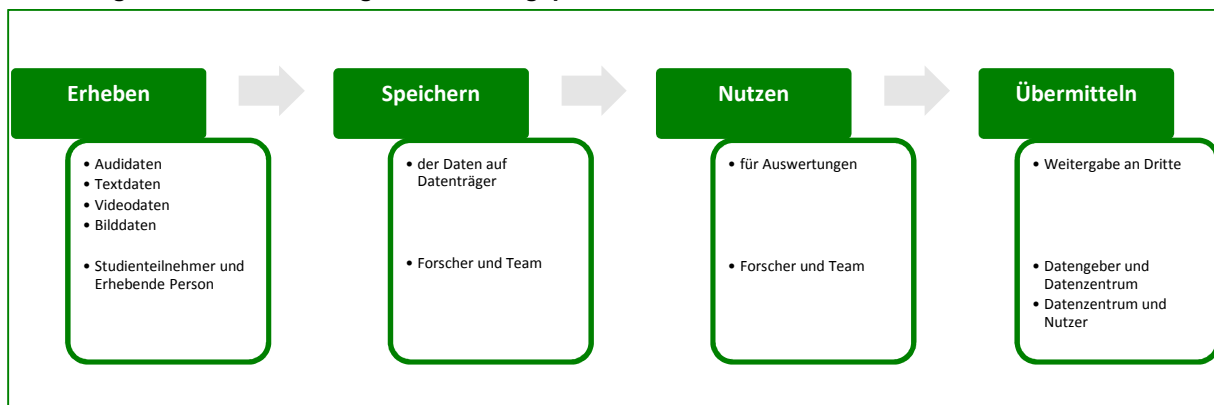 Erheben
• Audidaten
• Textdaten
• Videodaten
• Bilddaten
• Studienteilnehmer und
Erhebende Person
Speichern
• der Daten auf
Datenträger
• Forscher und Team
Nutzen
• für Auswertungen
• Forscher und Team
Übermitteln
• Weitergabe an Dritte
• Datengeber und
Datenzentrum
• Datenzentrum und
Nutzer